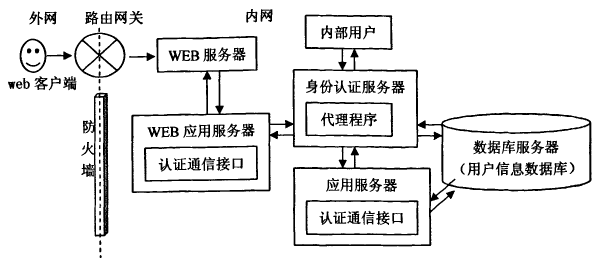 外网
路由网关
内网
web 客户端
WEB 服务器
内部用户
防火墙
WEB 应用服务器
认证通信接口
身份认证服务器
代理程序
数据库服务器
（用户信息数据库）
应用服务器
认证通信接口